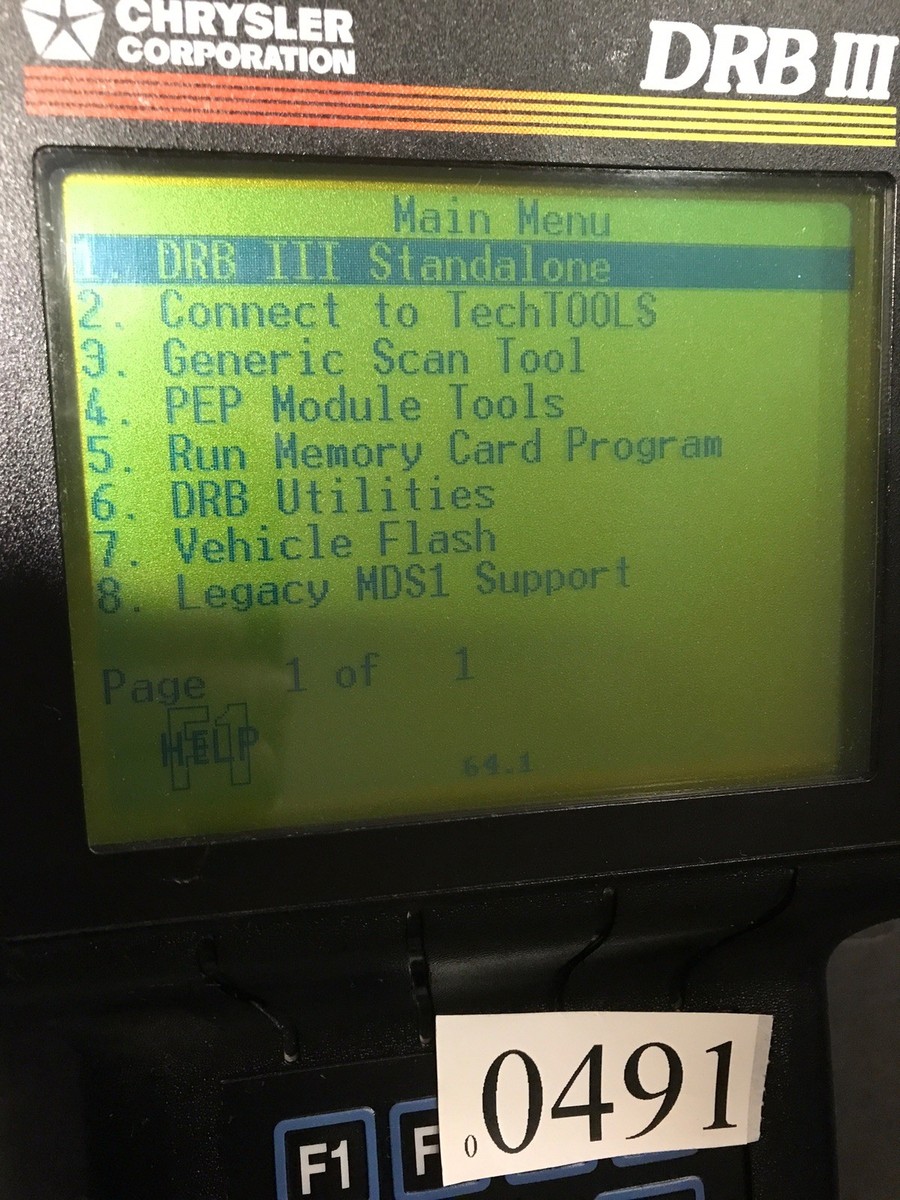 CHRYSLER
CORPORATION
DRB III
Main Menu
1. DRB III Standalone
2. Connect to TechTOOLS
3. Generic Scan Tool
4. PEP Module Tools
5. Run Memory Card Program
6. DRB Utilities
7. Vehicle Flash
8. Legacy MDS1 Support
Page 1 of 1
F1
HELP
64.1
0 0491
F1